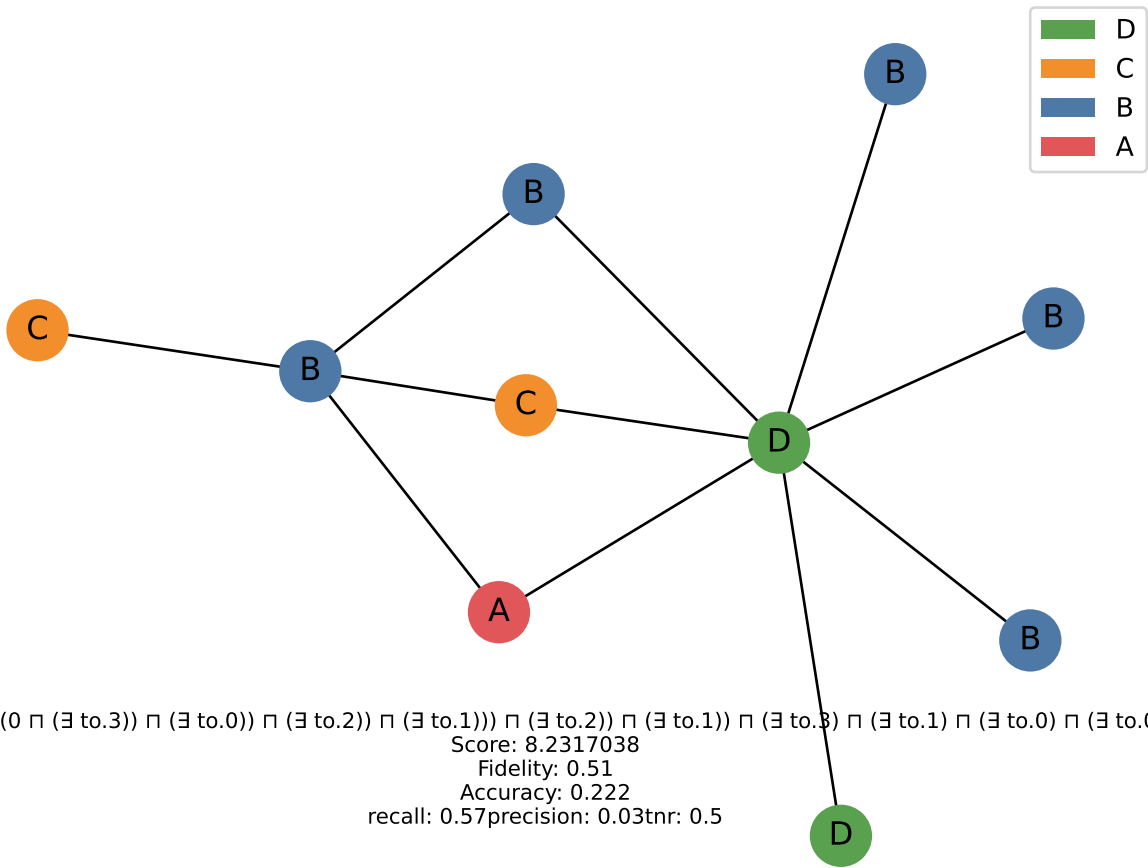 D
C
B
A
B
B
C
B
B
C
D
A
B
(0 ⊓ (∃ to.3)) ⊓ (∃ to.0)) ⊓ (∃ to.2)) ⊓ (∃ to.1))) ⊓ (∃ to.2)) ⊓ (∃ to.1)) ⊓ (∃ to.3) ⊓ (∃ to.1) ⊓ (∃ to.0) ⊓ (∃ to.0
Score: 8.2317038
Fidelity: 0.51
Accuracy: 0.222
recall: 0.57precision: 0.03tnr: 0.5
D